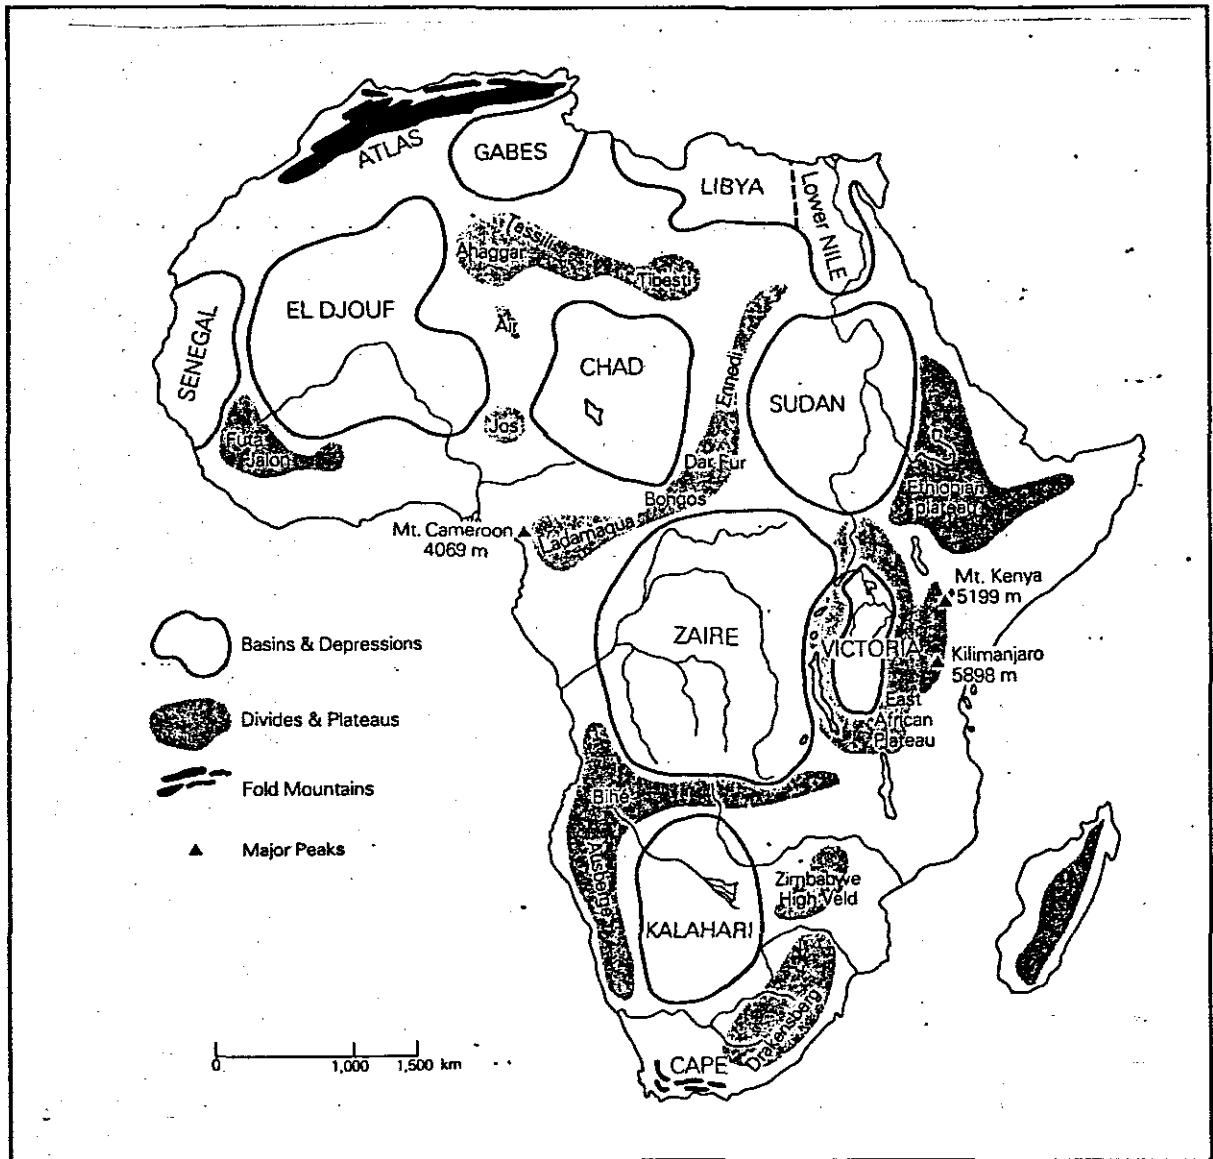 ATLAS
GABES
LIBYA
Lower NILE
Tassili
Ahaggar
Tibesti
EL DJOUF
SENEGAL
Air
CHAD
Ennedi
SUDAN
Jos
Futa
Jalon
Dar Fur
Bongos
Ethiopian
plateau
Mt. Cameroon
4069 m
Ladamaqua
Mt. Kenya
5199 m
ZAIRE
VICTORIA
Kilimanjaro
5898 m
East
African
Plateau
Basins & Depressions
Divides & Plateaus
Fold Mountains
Major Peaks
Bihé
Zimbabwe
High Veld
KALAHARI
Drakensberg
CAPE
0
1,000
1,500 km